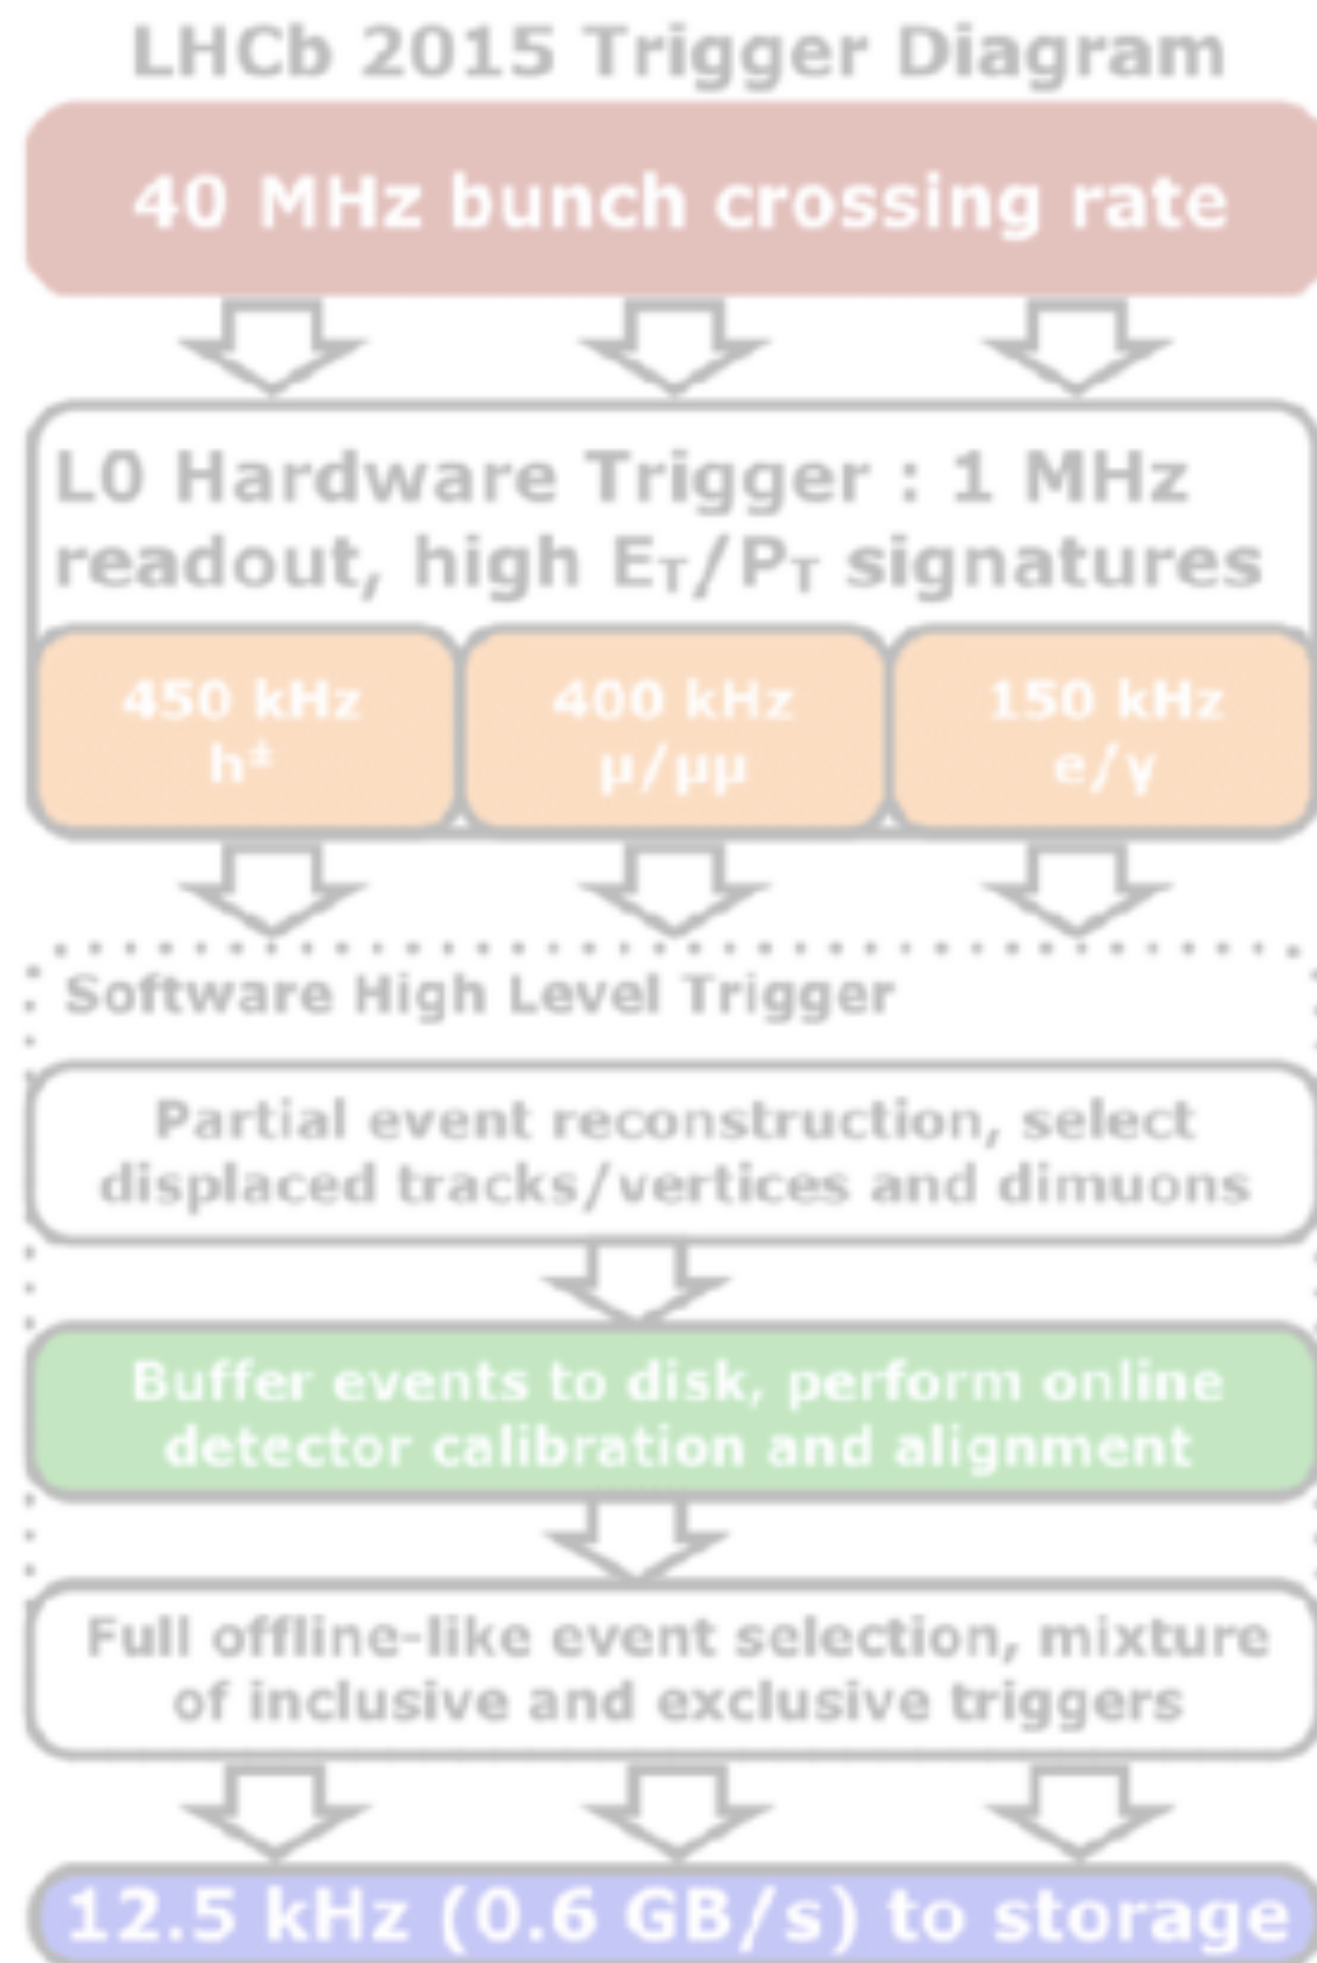 LHCb 2015 Trigger Diagram
40 MHz bunch crossing rate
L0 Hardware Trigger : 1 MHz
readout, high E_T/P_T signatures
450 kHz
h±
400 kHz
μ/μμ
150 kHz
e/γ
Software High Level Trigger
Partial event reconstruction, select
displaced tracks/vertices and dimuons
Buffer events to disk, perform online
detector calibration and alignment
Full offline-like event selection, mixture
of inclusive and exclusive triggers
12.5 kHz (0.6 GB/s) to storage